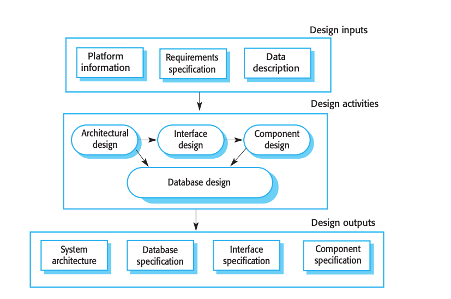 Design inputs
Platform
information
Requirements
specification
Data
description
Design activities
Architectural
design
Interface
design
Component
design
Database design
Design outputs
System
architecture
Database
specification
Interface
specification
Component
specification